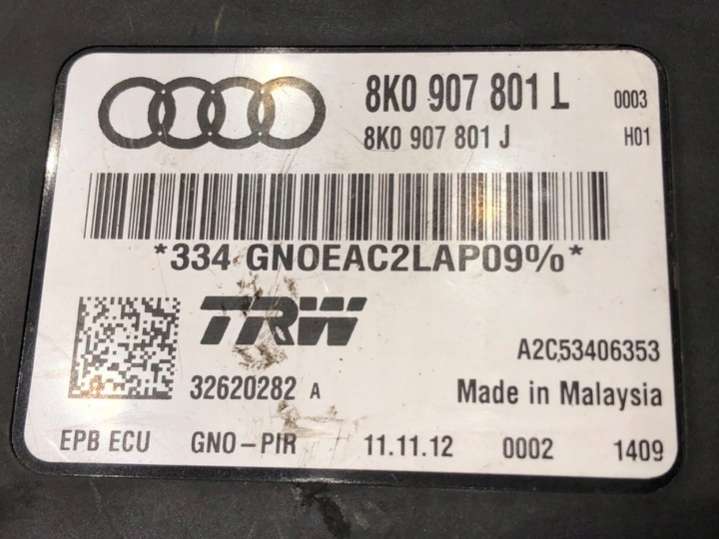 8K0 907 801 L 0003
8K0 907 801 J H01
*334 GNOEAC2LAP09%*
TRW
A2C53406353
32620282 A Made in Malaysia
EPB ECU GNO-PIR 11.11.12 0002 1409